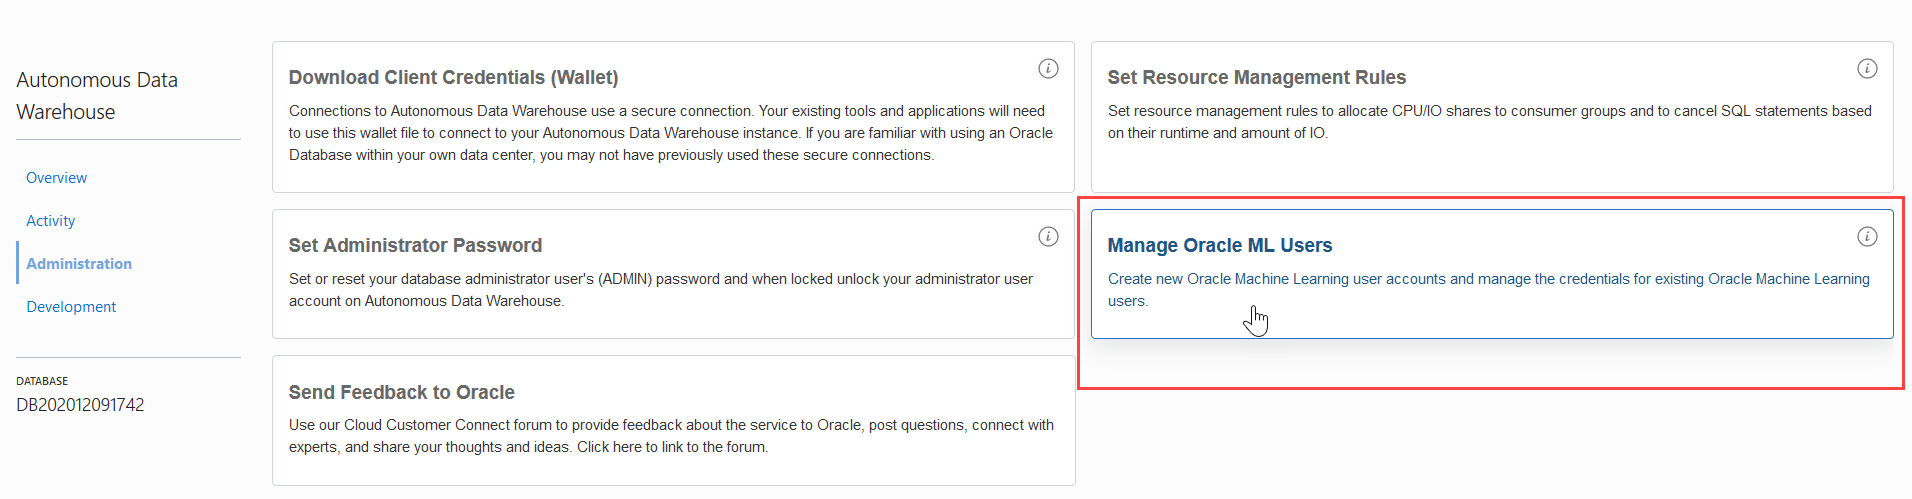 Autonomous Data
Warehouse
Overview
Activity
Administration
Development
DATABASE
DB202012091742
Download Client Credentials (Wallet)
Connections to Autonomous Data Warehouse use a secure connection. Your existing tools and applications will need
to use this wallet file to connect to your Autonomous Data Warehouse instance. If you are familiar with using an Oracle
Database within your own data center, you may not have previously used these secure connections.
Set Resource Management Rules
Set resource management rules to allocate CPU/IO shares to consumer groups and to cancel SQL statements based
on their runtime and amount of IO.
Set Administrator Password
Set or reset your database administrator user's (ADMIN) password and when locked unlock your administrator user
account on Autonomous Data Warehouse.
Manage Oracle ML Users
Create new Oracle Machine Learning user accounts and manage the credentials for existing Oracle Machine Learning
users.
Send Feedback to Oracle
Use our Cloud Customer Connect forum to provide feedback about the service to Oracle, post questions, connect with
experts, and share your thoughts and ideas. Click here to link to the forum.